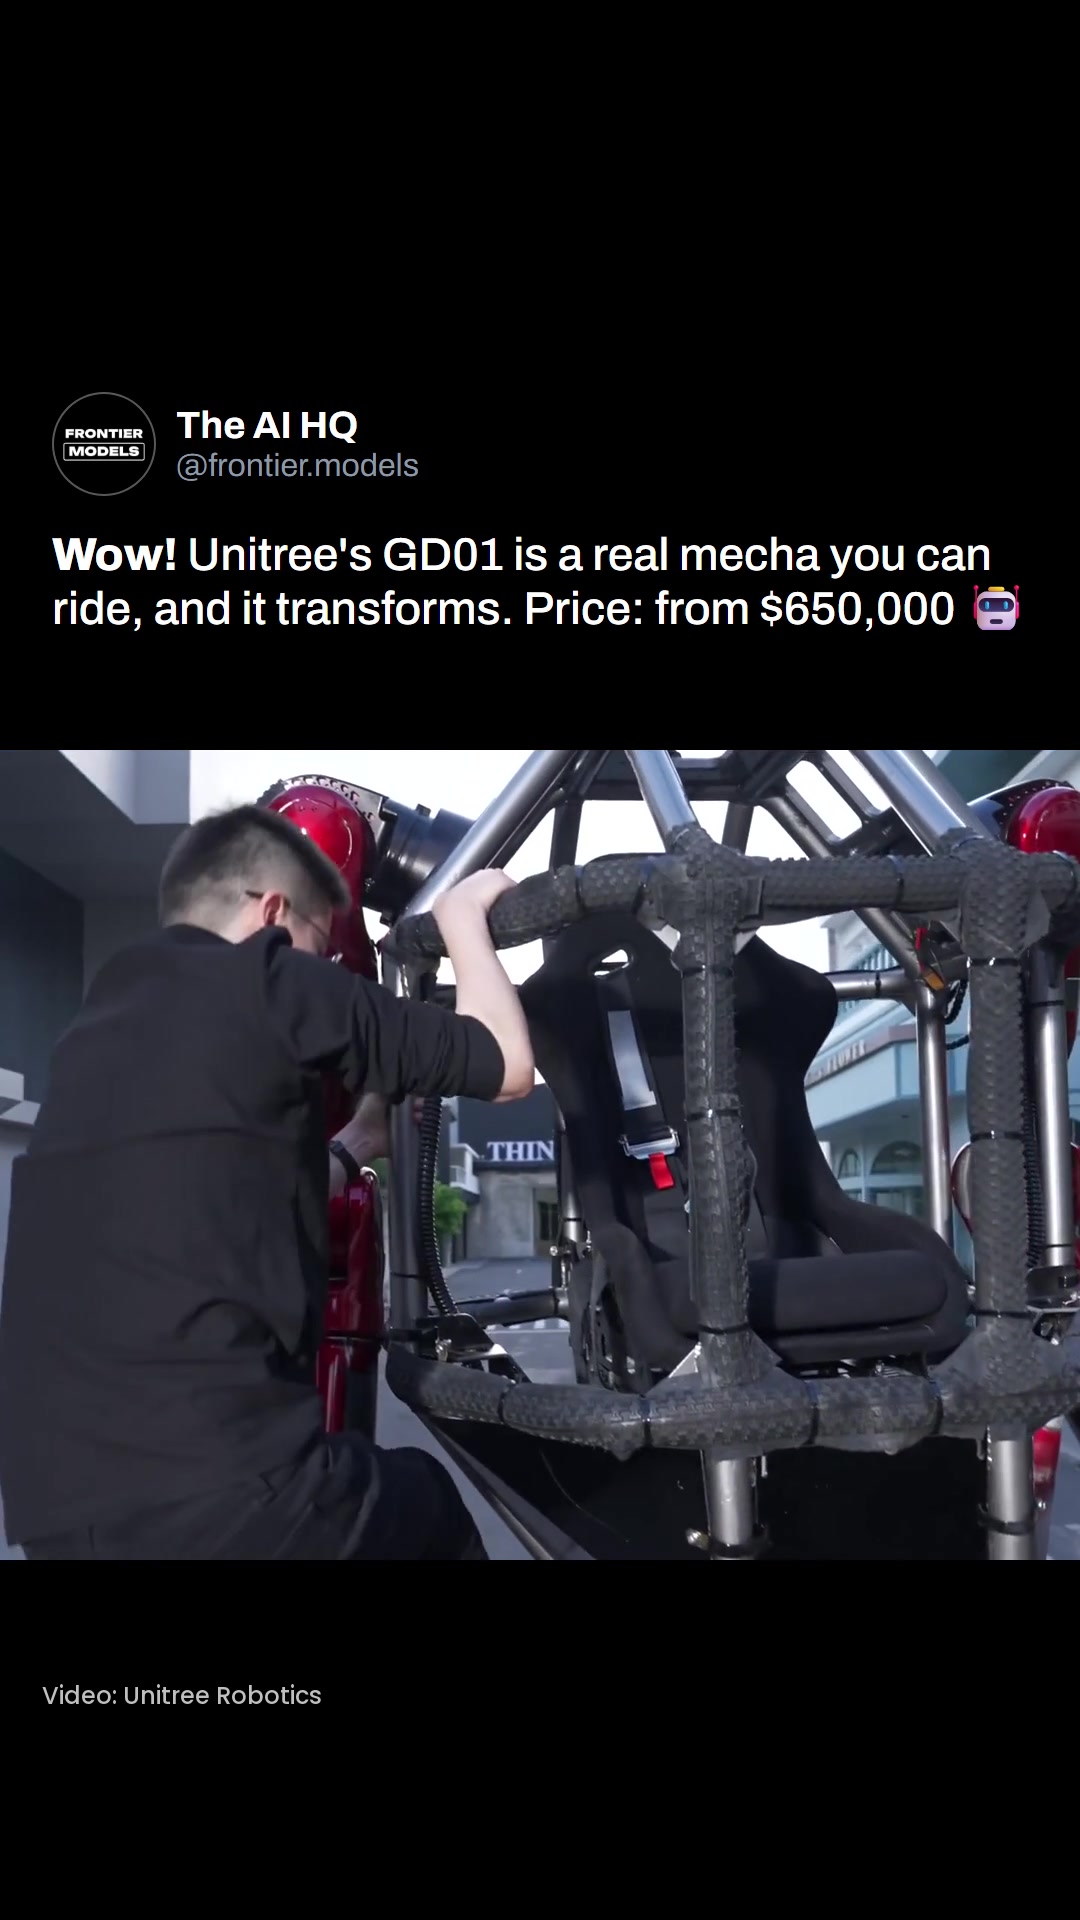 FRONTIER
MODELS
The AI HQ
@frontier.models
Wow! Unitree's GD01 is a real mecha you can
ride, and it transforms. Price: from $650,000 🤖
THIN
Video: Unitree Robotics